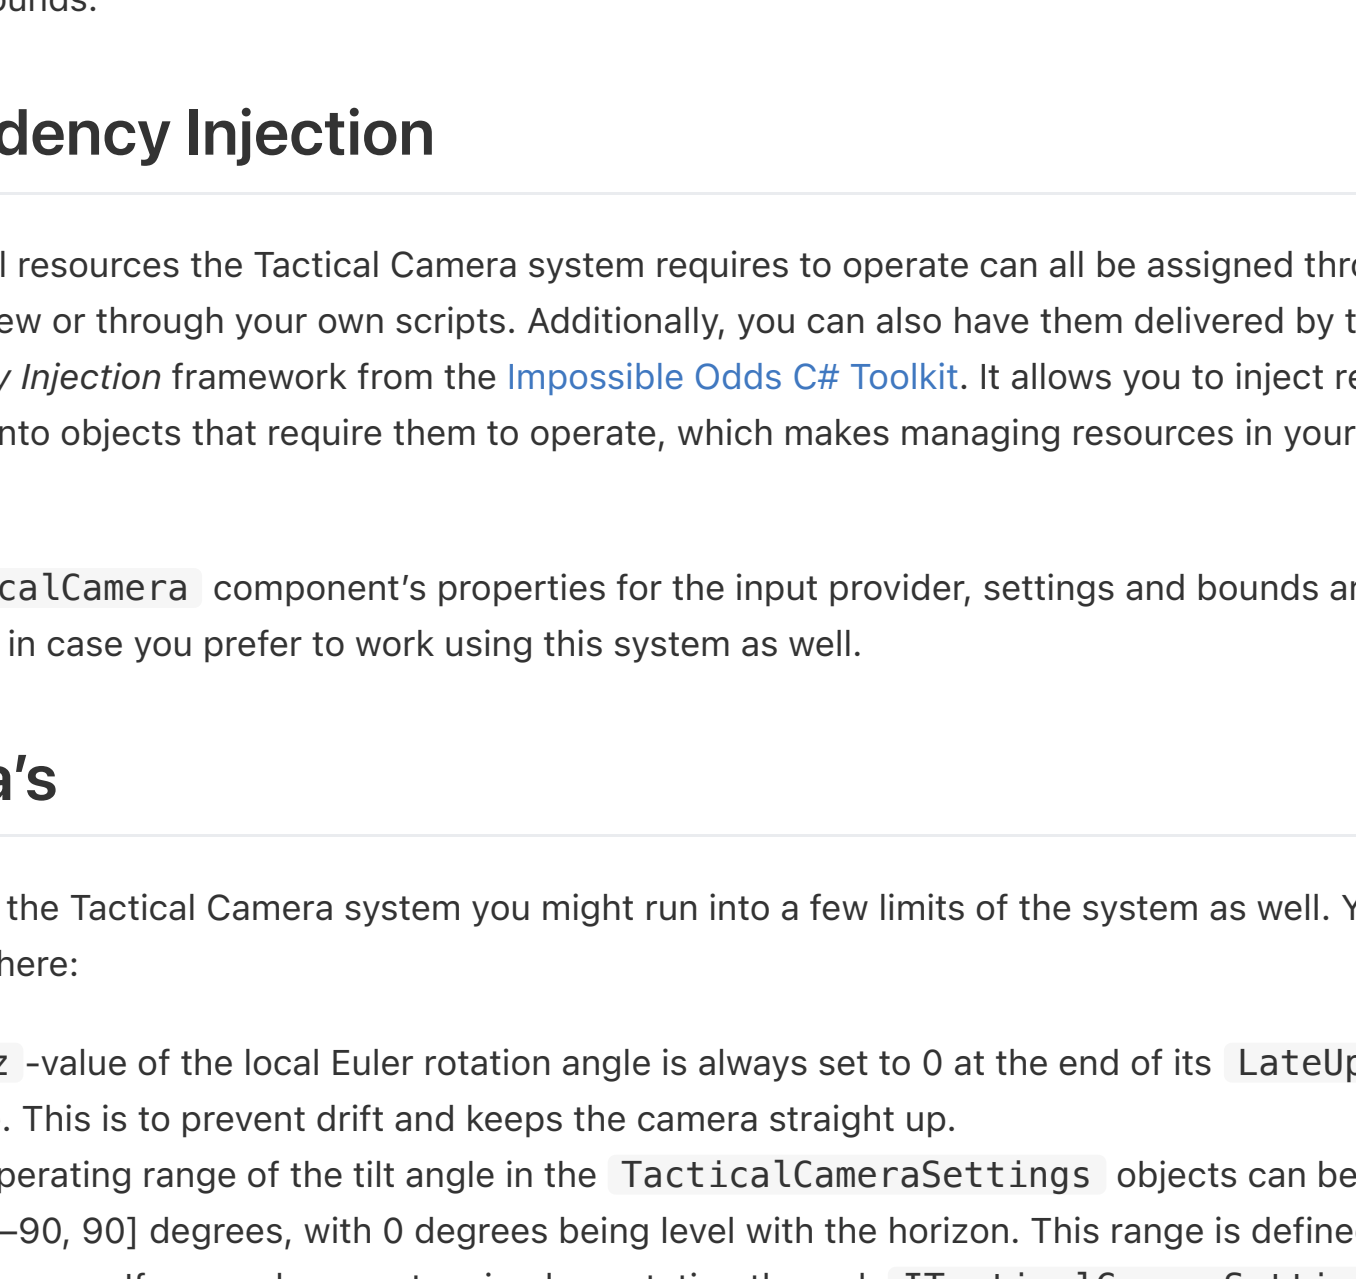 ounds.
dency Injection
l resources the Tactical Camera system requires to operate can all be assigned thro
ew or through your own scripts. Additionally, you can also have them delivered by t
y Injection framework from the Impossible Odds C# Toolkit. It allows you to inject re
nto objects that require them to operate, which makes managing resources in your
calCamera component’s properties for the input provider, settings and bounds ar
in case you prefer to work using this system as well.
a’s
the Tactical Camera system you might run into a few limits of the system as well. Y
here:
z -value of the local Euler rotation angle is always set to 0 at the end of its LateUp
. This is to prevent drift and keeps the camera straight up.
perating range of the tilt angle in the TacticalCameraSettings objects can be
–90, 90] degrees, with 0 degrees being level with the horizon. This range is define